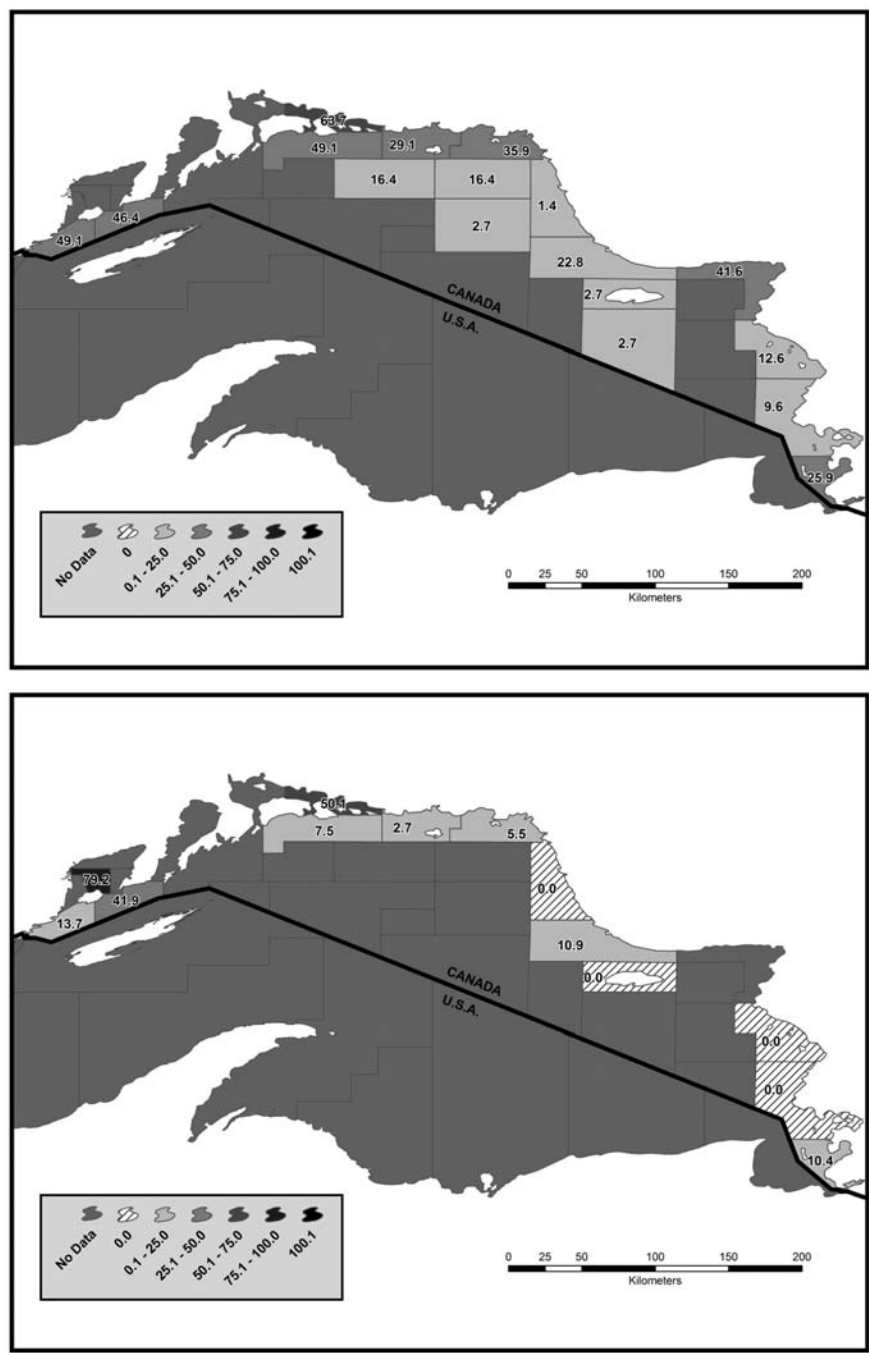 63.7
49.1
29.1
35.9
16.4
16.4
1.4
46.4
2.7
49.1
22.8
41.6
CANADA
2.7
U.S.A.
2.7
12.6
9.6
25.9
No Data
0
0.1 - 25.0
25.1 - 50.0
50.1 - 75.0
75.1 - 100.0
100.1
0 25 50 100 150 200
Kilometers
50.1
7.5
2.7
5.5
79.2
0.0
41.9
13.7
10.9
CANADA
0.0
U.S.A.
0.0
0.0
10.4
No Data
0.0
0.1 - 25.0
25.1 - 50.0
50.1 - 75.0
75.1 - 100.0
100.1
0 25 50 100 150 200
Kilometers